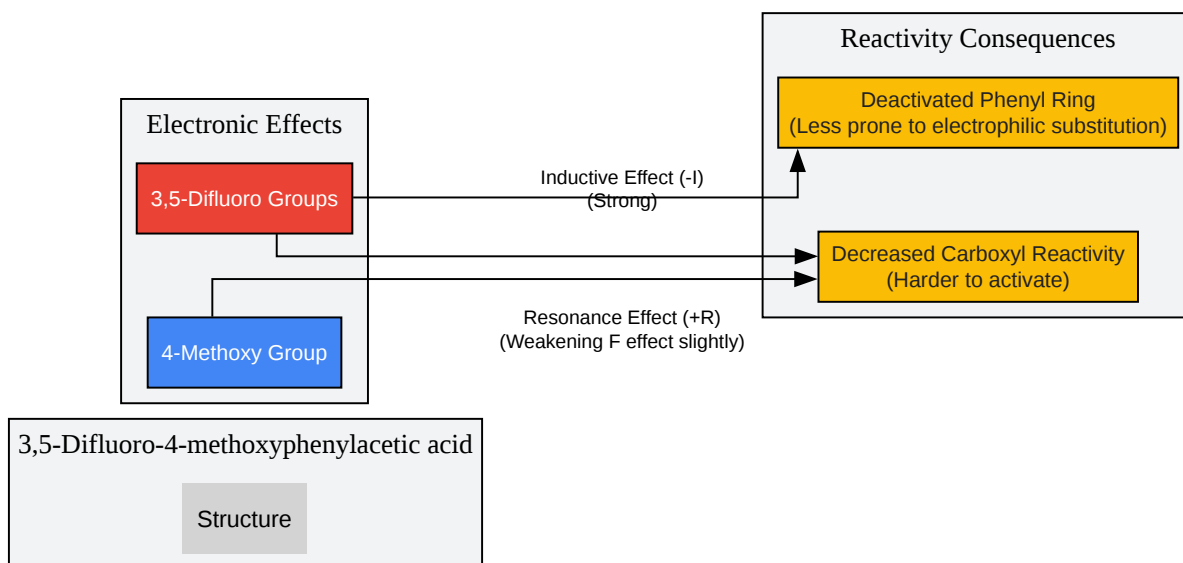 Reactivity Consequences
Deactivated Phenyl Ring
(Less prone to electrophilic substitution)
Electronic Effects
3,5-Difluoro Groups
Inductive Effect (-I)
(Strong)
Decreased Carboxyl Reactivity
(Harder to activate)
Resonance Effect (+R)
(Weakening F effect slightly)
4-Methoxy Group
3,5-Difluoro-4-methoxyphenylacetic acid
Structure